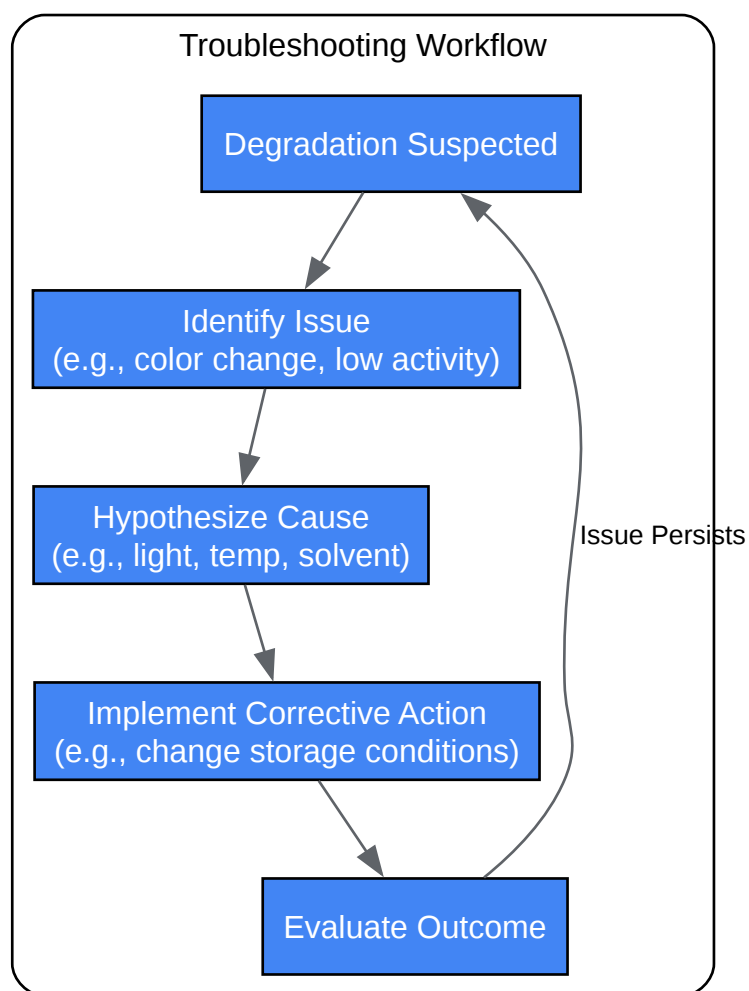 Troubleshooting Workflow
Degradation Suspected
Identify Issue
(e.g., color change, low activity)
Hypothesize Cause
(e.g., light, temp, solvent)
Issue Persists
Implement Corrective Action
(e.g., change storage conditions)
Evaluate Outcome